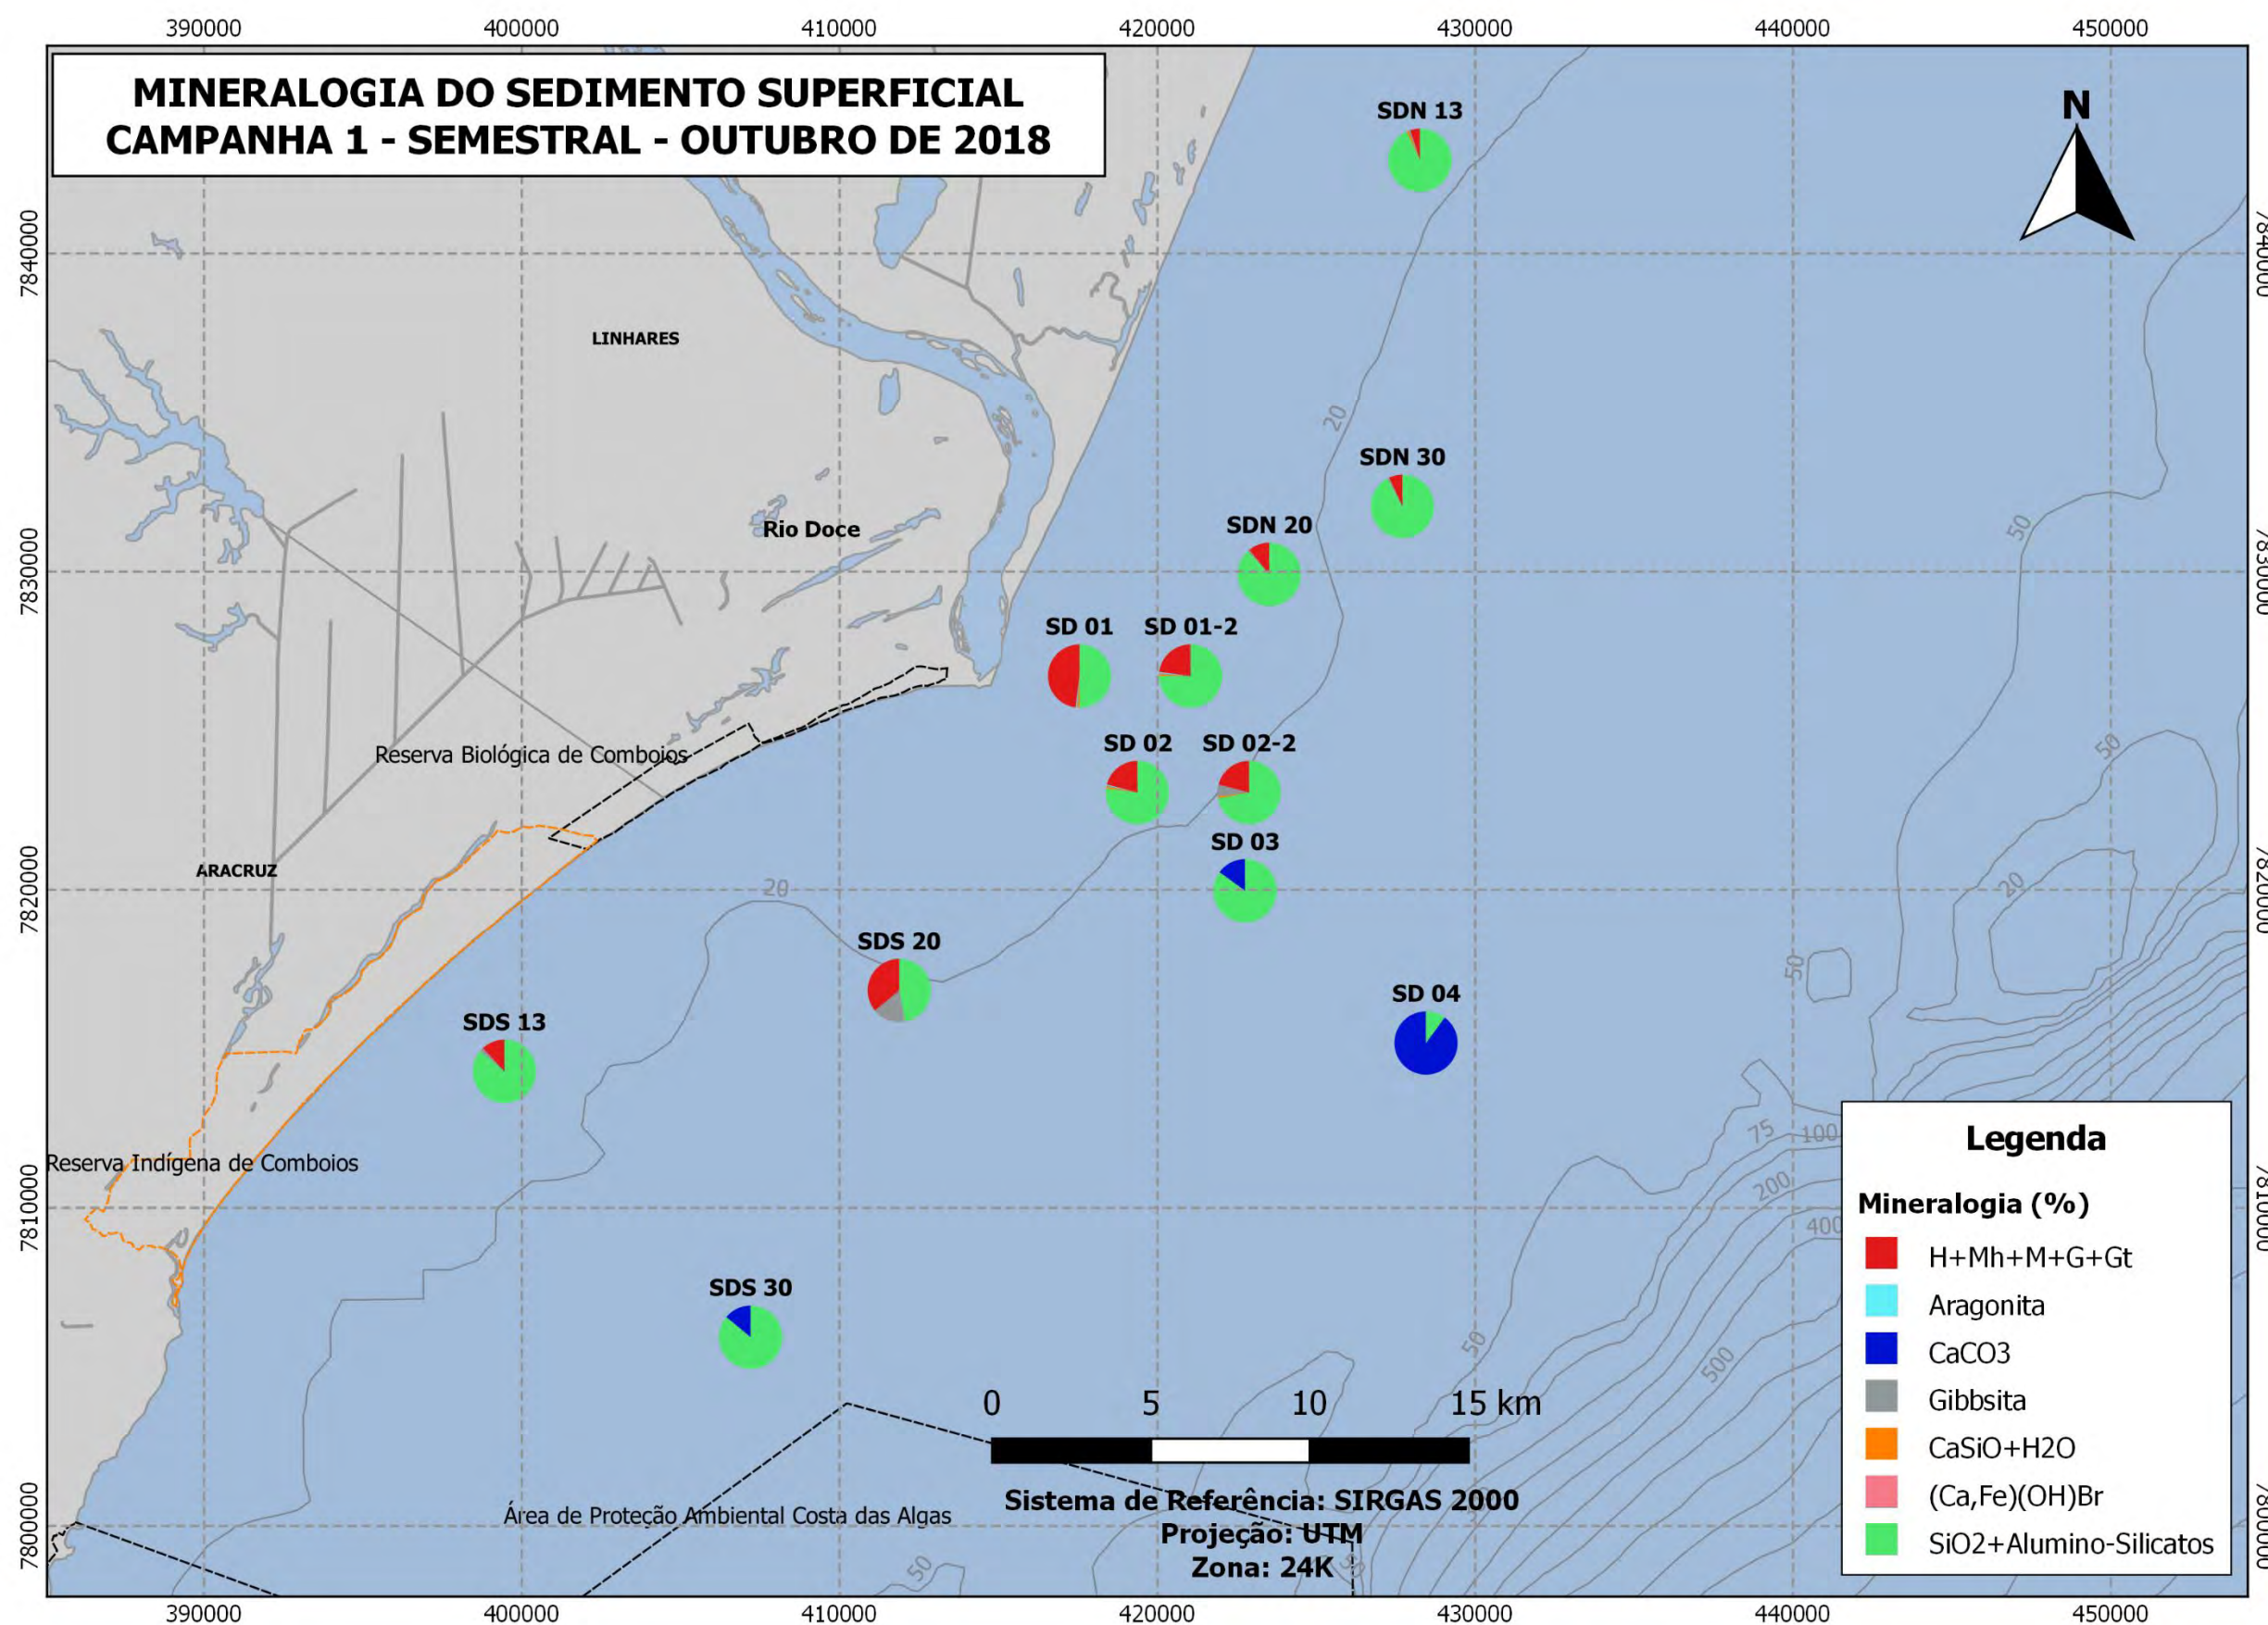 390000 400000 410000 420000 430000 440000 450000
MINERALOGIA DO SEDIMENTO SUPERFICIAL
CAMPANHA 1 - SEMESTRAL - OUTUBRO DE 2018
N
SDN 13
7840000
7840000
LINHARES
20
SDN 30
50
Rio Doce
SDN 20
7830000
7830000
SD 01
SD 01-2
Reserva Biológica de Comboios
SD 02
SD 02-2
50
SD 03
ARACRUZ
20
20
7820000
7820000
SDS 20
50
SD 04
SDS 13
75
100
Reserva Indígena de Comboios
200
400
7810000
7810000
SDS 30
50
500
Legenda
Mineralogia (%)
H+Mh+M+G+Gt
Aragonita
CaCO3
Gibbsita
CaSiO+H2O
(Ca,Fe)(OH)Br
SiO2+Alumino-Silicatos
0 5 10 15 km
Sistema de Referência: SIRGAS 2000
Projeção: UTM
Zona: 24K
Área de Proteção Ambiental Costa das Algas
50
7800000
7800000
390000 400000 410000 420000 430000 440000 450000